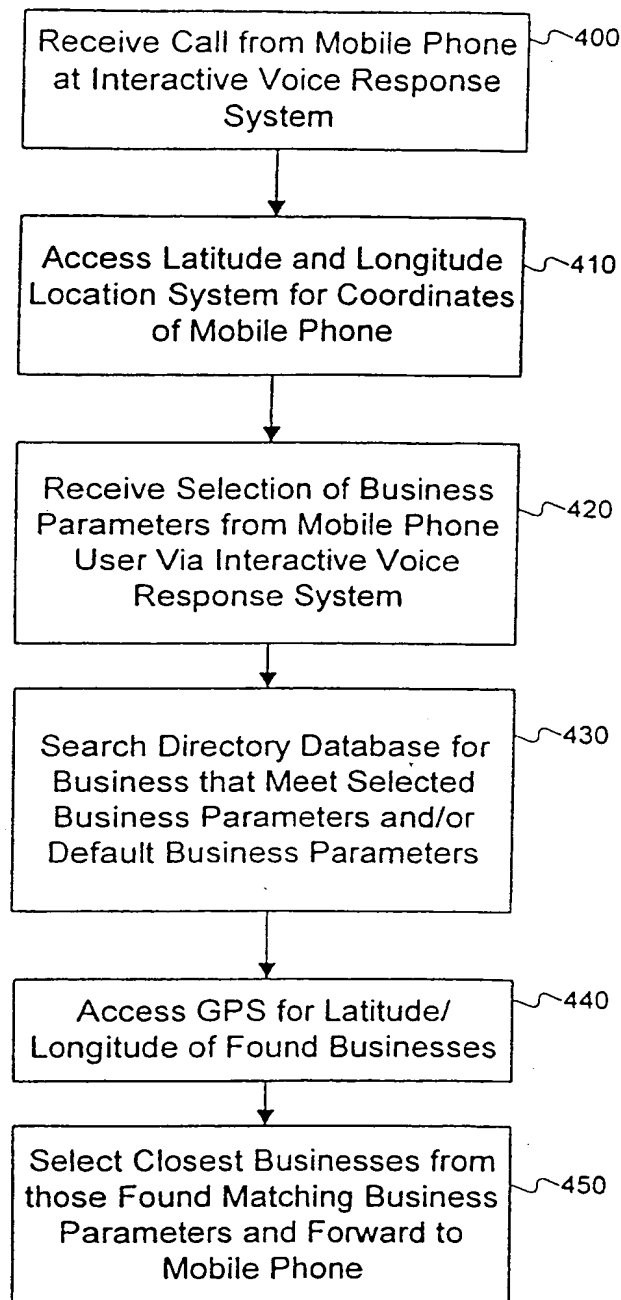 Receive Call from Mobile Phone
at Interactive Voice Response
System
400
Access Latitude and Longitude
Location System for Coordinates
of Mobile Phone
410
Receive Selection of Business
Parameters from Mobile Phone
User Via Interactive Voice
Response System
420
Search Directory Database for
Business that Meet Selected
Business Parameters and/or
Default Business Parameters
430
Access GPS for Latitude/
Longitude of Found Businesses
440
Select Closest Businesses from
those Found Matching Business
Parameters and Forward to
Mobile Phone
450